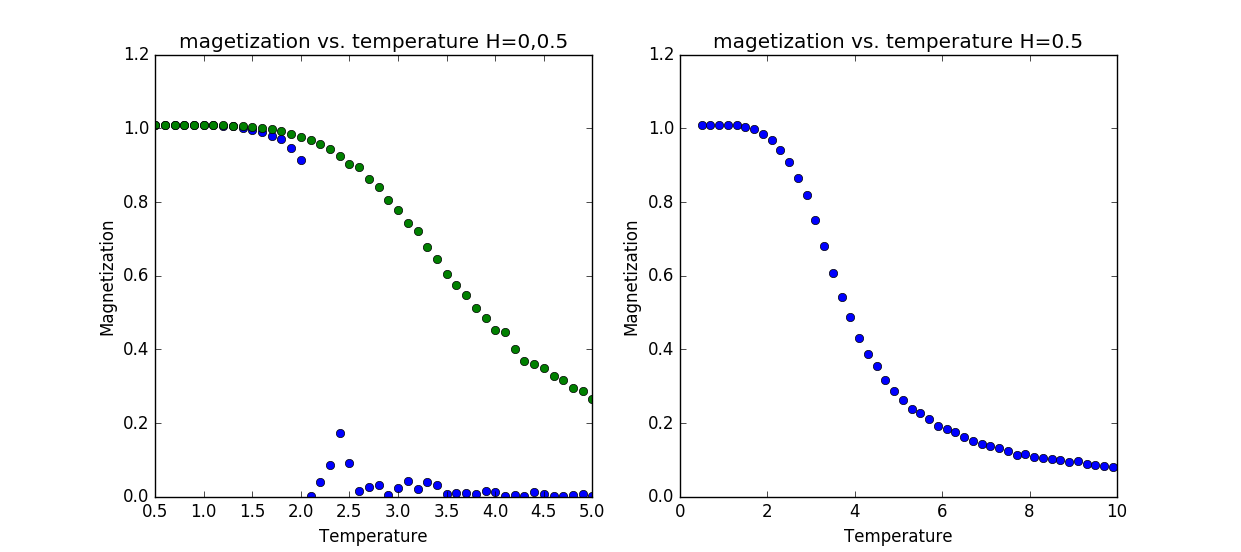 magetization vs. temperature H=0,0.5
1.2
1.0
0.8
0.6
0.4
0.2
0.0
Magnetization
0.5 1.0 1.5 2.0 2.5 3.0 3.5 4.0 4.5 5.0
Temperature
magetization vs. temperature H=0.5
1.2
1.0
0.8
0.6
0.4
0.2
0.0
Magnetization
0 2 4 6 8 10
Temperature